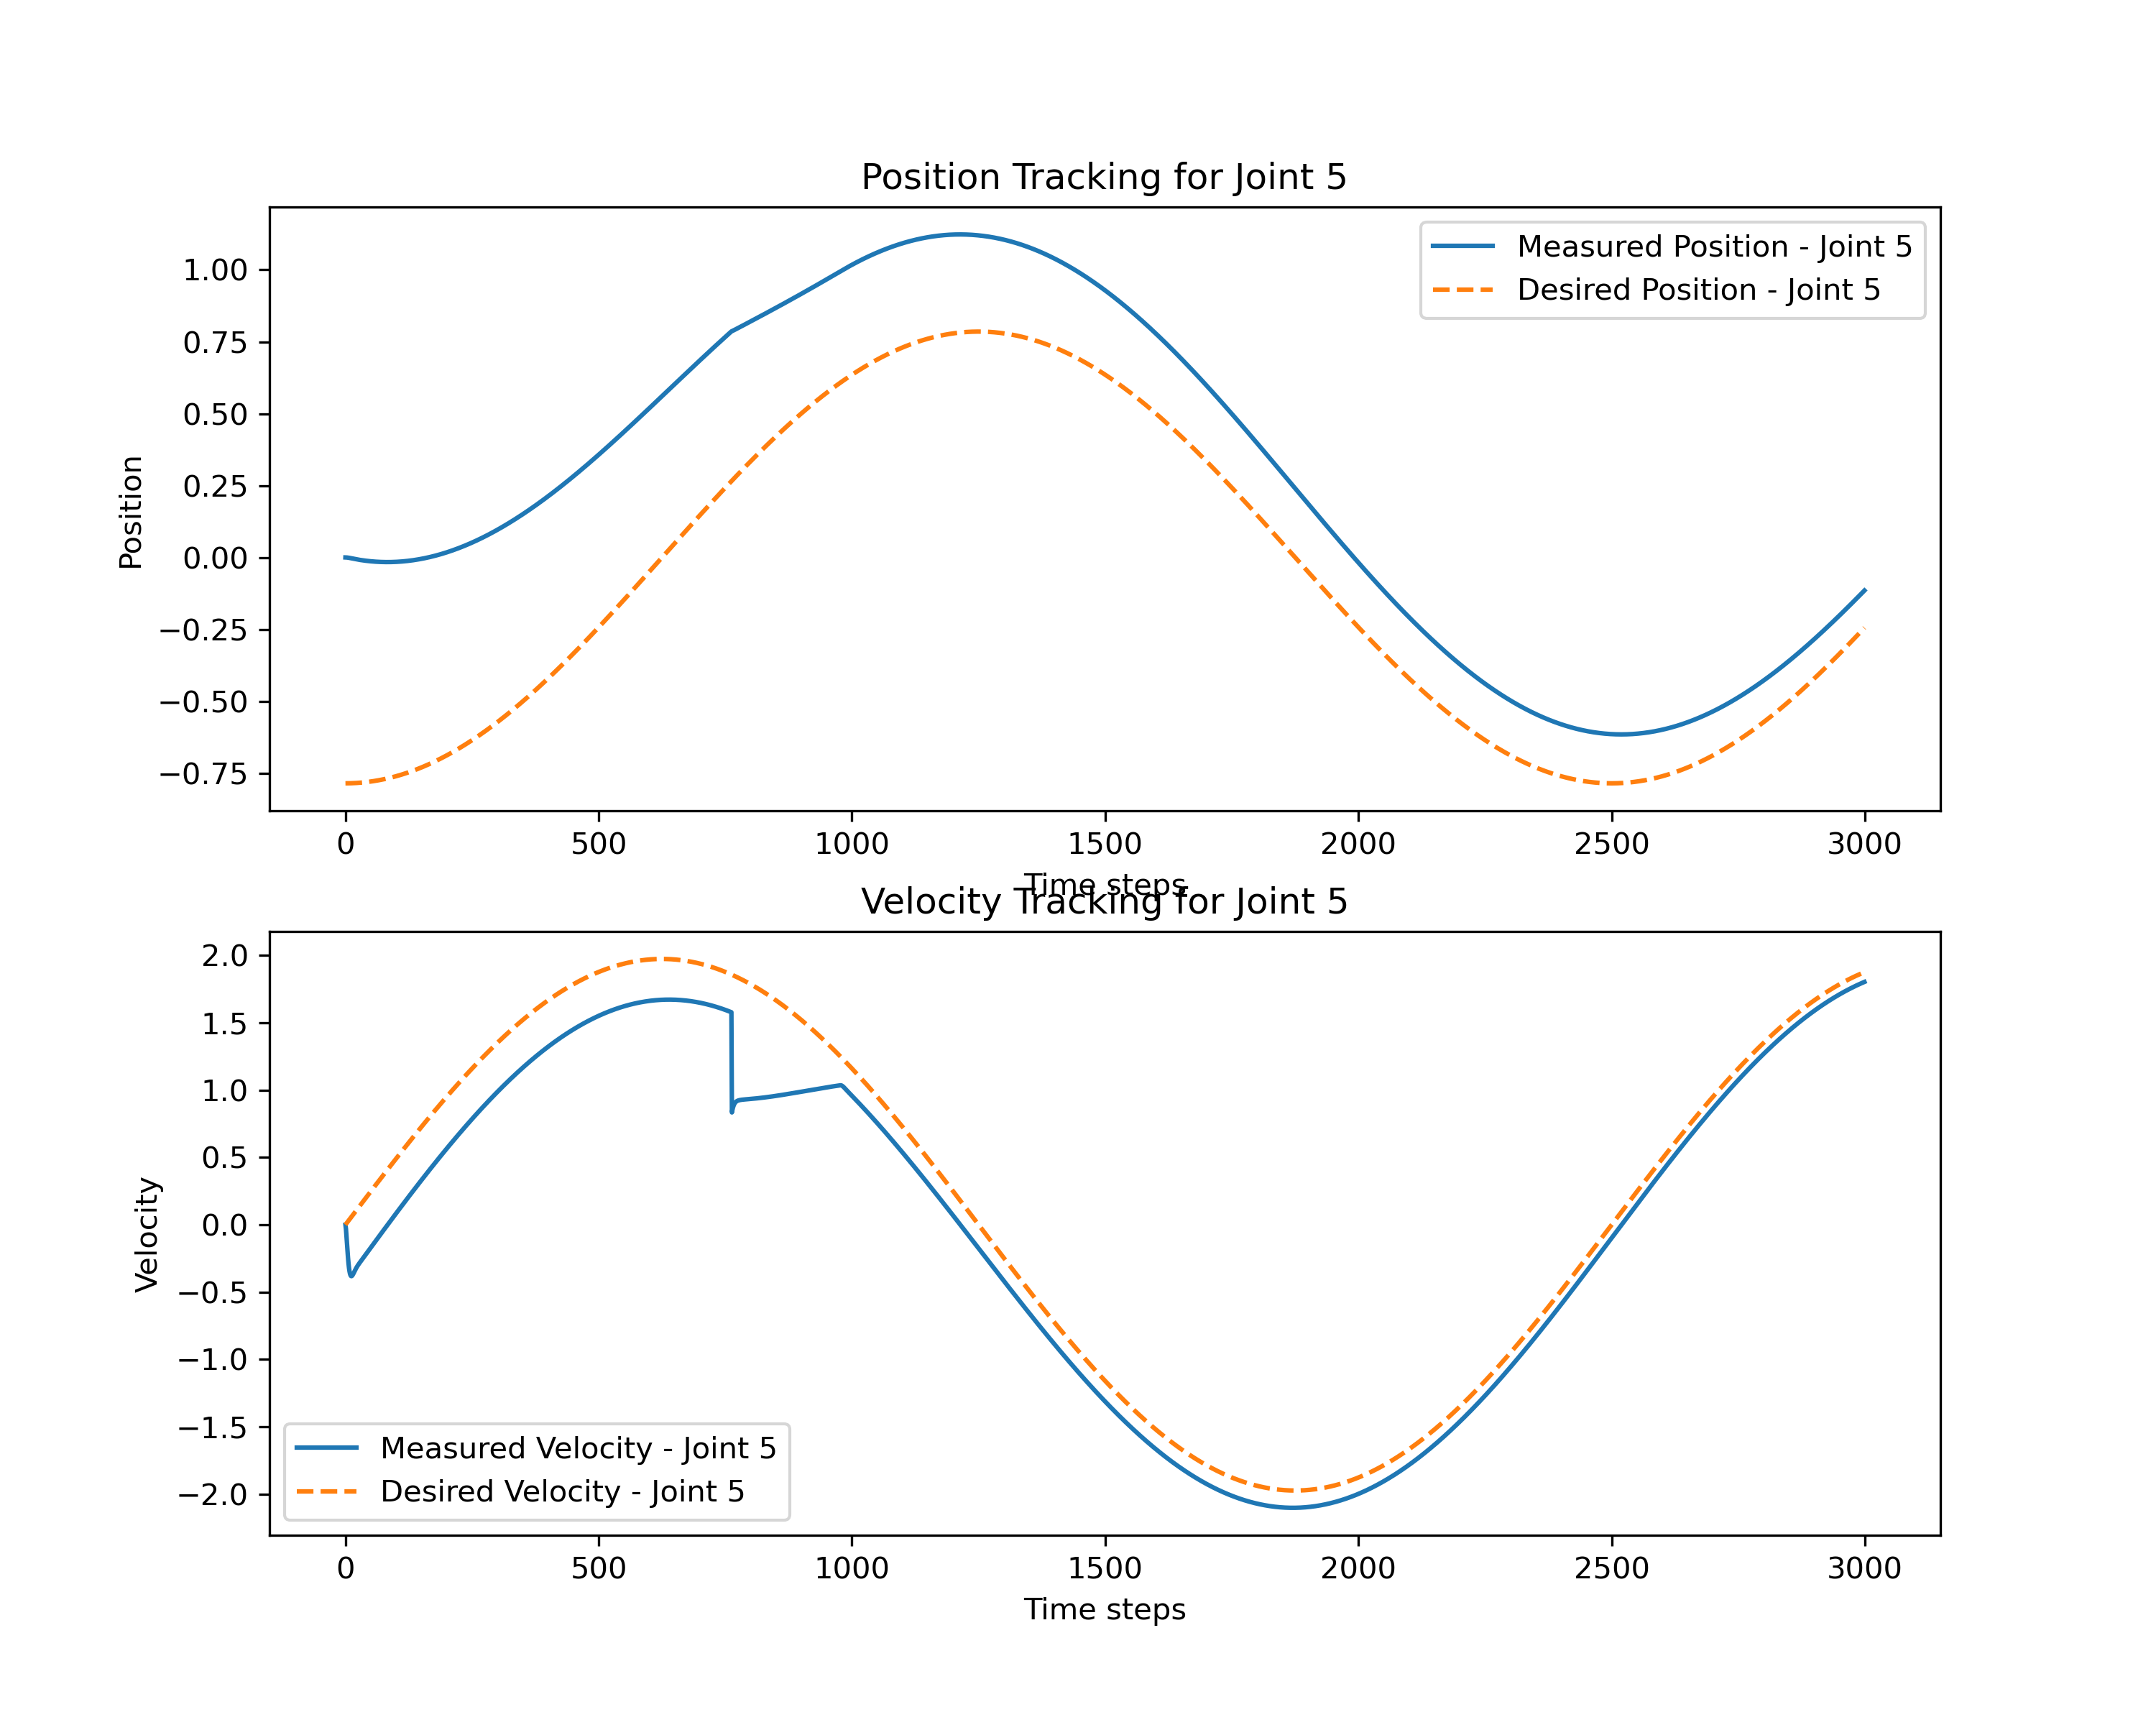 Position Tracking for Joint 5
Measured Position - Joint 5
Desired Position - Joint 5
1.00
0.75
0.50
0.25
0.00
−0.25
−0.50
−0.75
Position
0 500 1000 1500 2000 2500 3000
Time steps
Velocity Tracking for Joint 5
2.0
1.5
1.0
0.5
0.0
−0.5
−1.0
−1.5
−2.0
Velocity
Measured Velocity - Joint 5
Desired Velocity - Joint 5
0 500 1000 1500 2000 2500 3000
Time steps